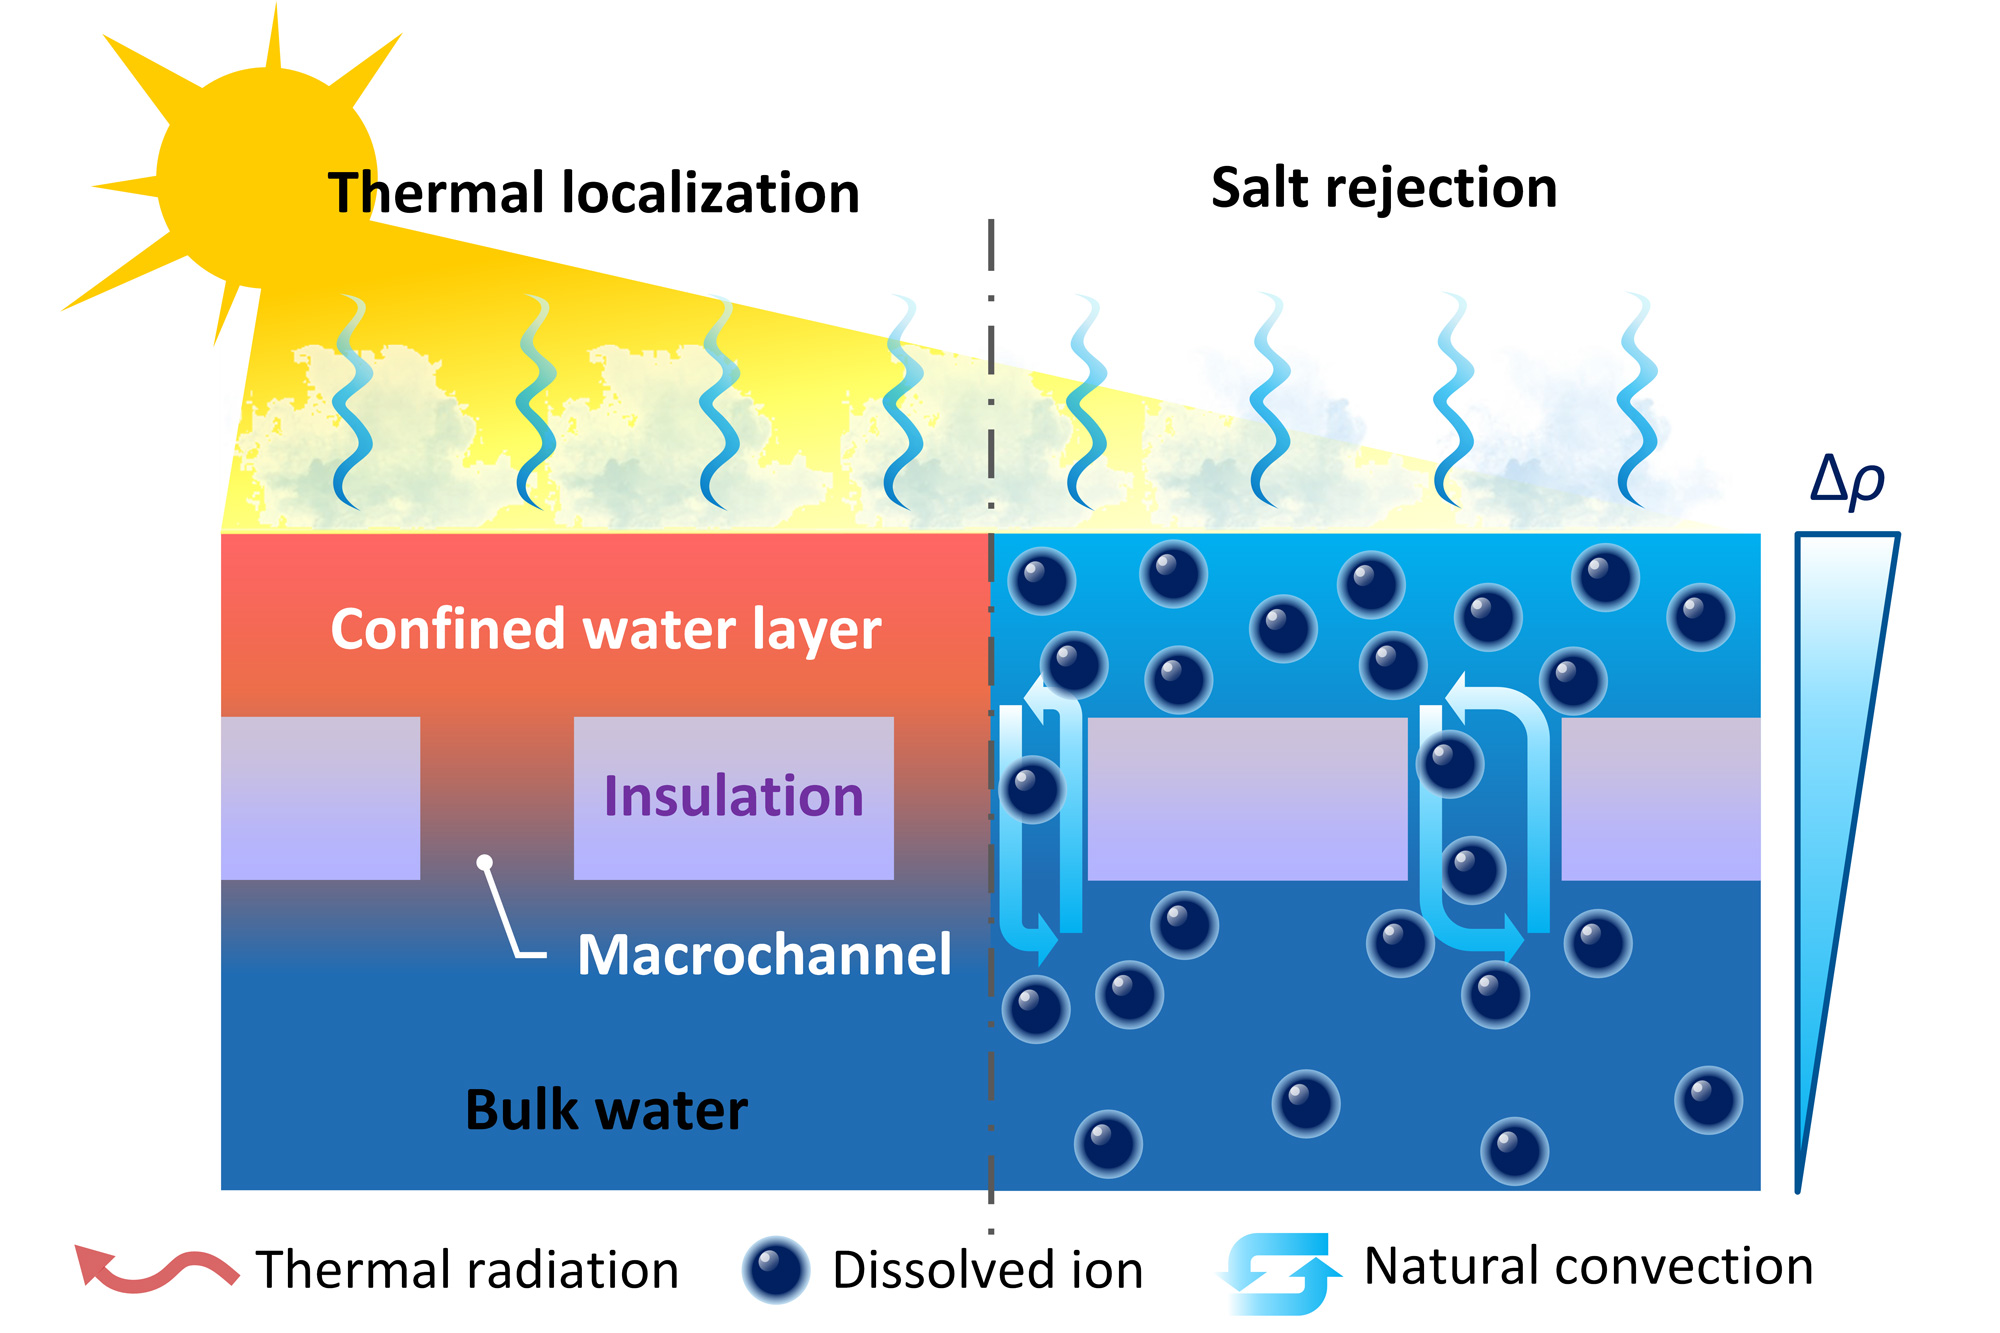 Thermal localization
Salt rejection
Δρ
Confined water layer
Insulation
Macrochannel
Bulk water
Thermal radiation
Dissolved ion
Natural convection